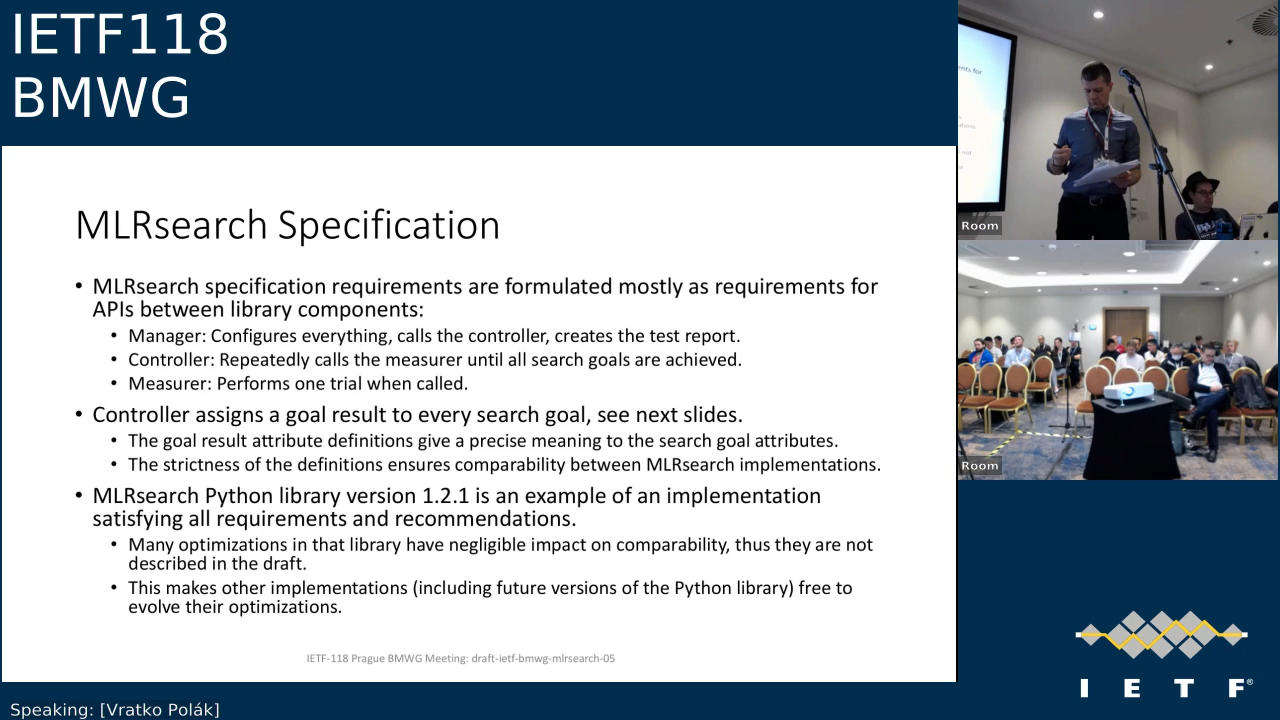 IETF118
BMWG
MLRsearch Specification
• MLRsearch specification requirements are formulated mostly as requirements for
APIs between library components:
• Manager: Configures everything, calls the controller, creates the test report.
• Controller: Repeatedly calls the measurer until all search goals are achieved.
• Measurer: Performs one trial when called.
• Controller assigns a goal result to every search goal, see next slides.
• The goal result attribute definitions give a precise meaning to the search goal attributes.
• The strictness of the definitions ensures comparability between MLRsearch implementations.
• MLRsearch Python library version 1.2.1 is an example of an implementation
satisfying all requirements and recommendations.
• Many optimizations in that library have negligible impact on comparability, thus they are not
described in the draft.
• This makes other implementations (including future versions of the Python library) free to
evolve their optimizations.
IETF-118 Prague BMWG Meeting: draft-ietf-bmwg-mlrsearch-05
Room
Room
I E T F®
Speaking: [Vratko Polák]